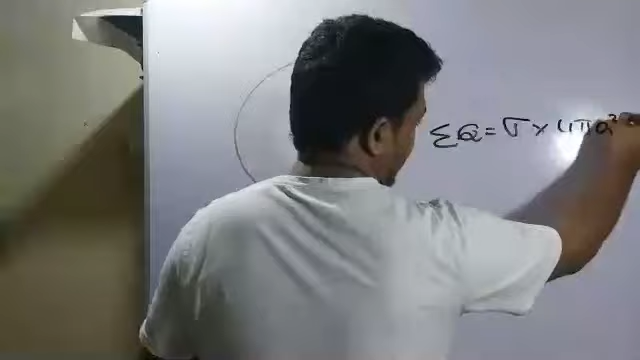 ΣQ = σ × 4πa²